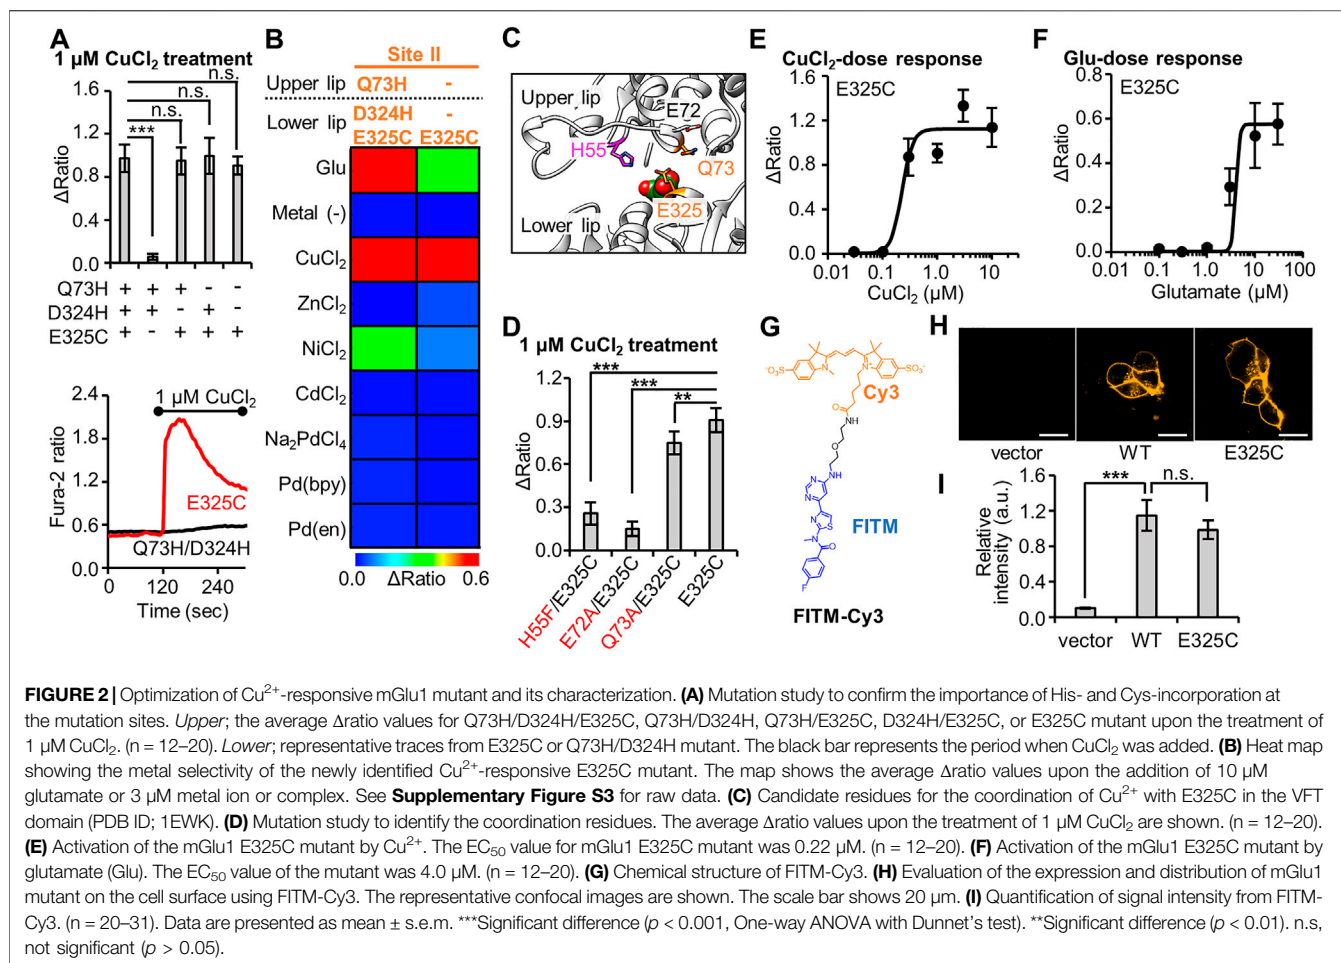 A
1 µM CuCl2 treatment
n.s.
n.s.
n.s.
***
1.6
1.2
0.8
0.4
0.0
ΔRatio
Q73H + + + - -
D324H + + - + -
E325C + - + + +
2.4
1.8
1.2
0.6
0.0
Fura-2 ratio
1 µM CuCl2
E325C
Q73H/D324H
0 120 240
Time (sec)
B
Site II
Upper lip Q73H -
Lower lip D324H -
E325C E325C
Glu
Metal (-)
CuCl2
ZnCl2
NiCl2
CdCl2
Na2PdCl4
Pd(bpy)
Pd(en)
0.0 ΔRatio 0.6
C
Upper lip
E72
H55
Q73
E325
Lower lip
D
1 µM CuCl2 treatment
***
***
**
1.2
0.9
0.6
0.3
0.0
ΔRatio
H55F/E325C
E72A/E325C
Q73A/E325C
E325C
E
CuCl2-dose response
E325C
1.6
1.2
0.8
0.4
0.0
ΔRatio
0.01 0.1 1.0 10
CuCl2 (µM)
F
Glu-dose response
E325C
0.8
0.6
0.4
0.2
0.0
ΔRatio
0.01 0.1 1.0 10 100
Glutamate (µM)
G
-O3S
SO3-
N
N+
Cy3
O
NH
O
NH
N
N
N
S
FITM
N
O
F
FITM-Cy3
H
vector WT E325C
I
*** n.s.
1.6
1.2
0.8
0.4
0.0
Relative
intensity (a.u.)
vector WT E325C
FIGURE 2 | Optimization of Cu2+-responsive mGlu1 mutant and its characterization. (A) Mutation study to confirm the importance of His- and Cys-incorporation at
the mutation sites. Upper; the average Δratio values for Q73H/D324H/E325C, Q73H/D324H, Q73H/E325C, D324H/E325C, or E325C mutant upon the treatment of
1 µM CuCl2. (n = 12–20). Lower; representative traces from E325C or Q73H/D324H mutant. The black bar represents the period when CuCl2 was added. (B) Heat map
showing the metal selectivity of the newly identified Cu2+-responsive E325C mutant. The map shows the average Δratio values upon the addition of 10 µM
glutamate or 3 µM metal ion or complex. See Supplementary Figure S3 for raw data. (C) Candidate residues for the coordination of Cu2+ with E325C in the VFT
domain (PDB ID; 1EWK). (D) Mutation study to identify the coordination residues. The average Δratio values upon the treatment of 1 µM CuCl2 are shown. (n = 12–20).
(E) Activation of the mGlu1 E325C mutant by Cu2+. The EC50 value for mGlu1 E325C mutant was 0.22 µM. (n = 12–20). (F) Activation of the mGlu1 E325C mutant by
glutamate (Glu). The EC50 value of the mutant was 4.0 µM. (n = 12–20). (G) Chemical structure of FITM-Cy3. (H) Evaluation of the expression and distribution of mGlu1
mutant on the cell surface using FITM-Cy3. The representative confocal images are shown. The scale bar shows 20 µm. (I) Quantification of signal intensity from FITM-
Cy3. (n = 20–31). Data are presented as mean ± s.e.m. ***Significant difference (p < 0.001, One-way ANOVA with Dunnet's test). **Significant difference (p < 0.01). n.s,
not significant (p > 0.05).